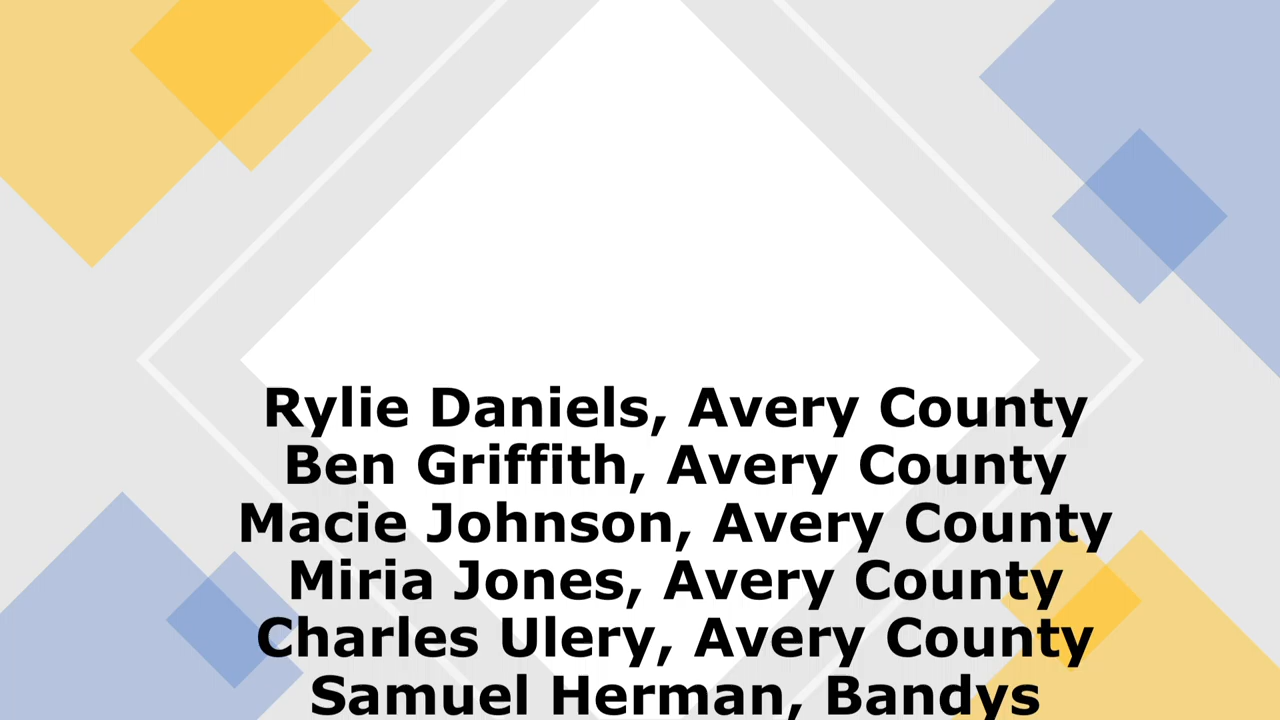 Rylie Daniels, Avery County
Ben Griffith, Avery County
Macie Johnson, Avery County
Miria Jones, Avery County
Charles Ulery, Avery County
Samuel Herman, Bandys